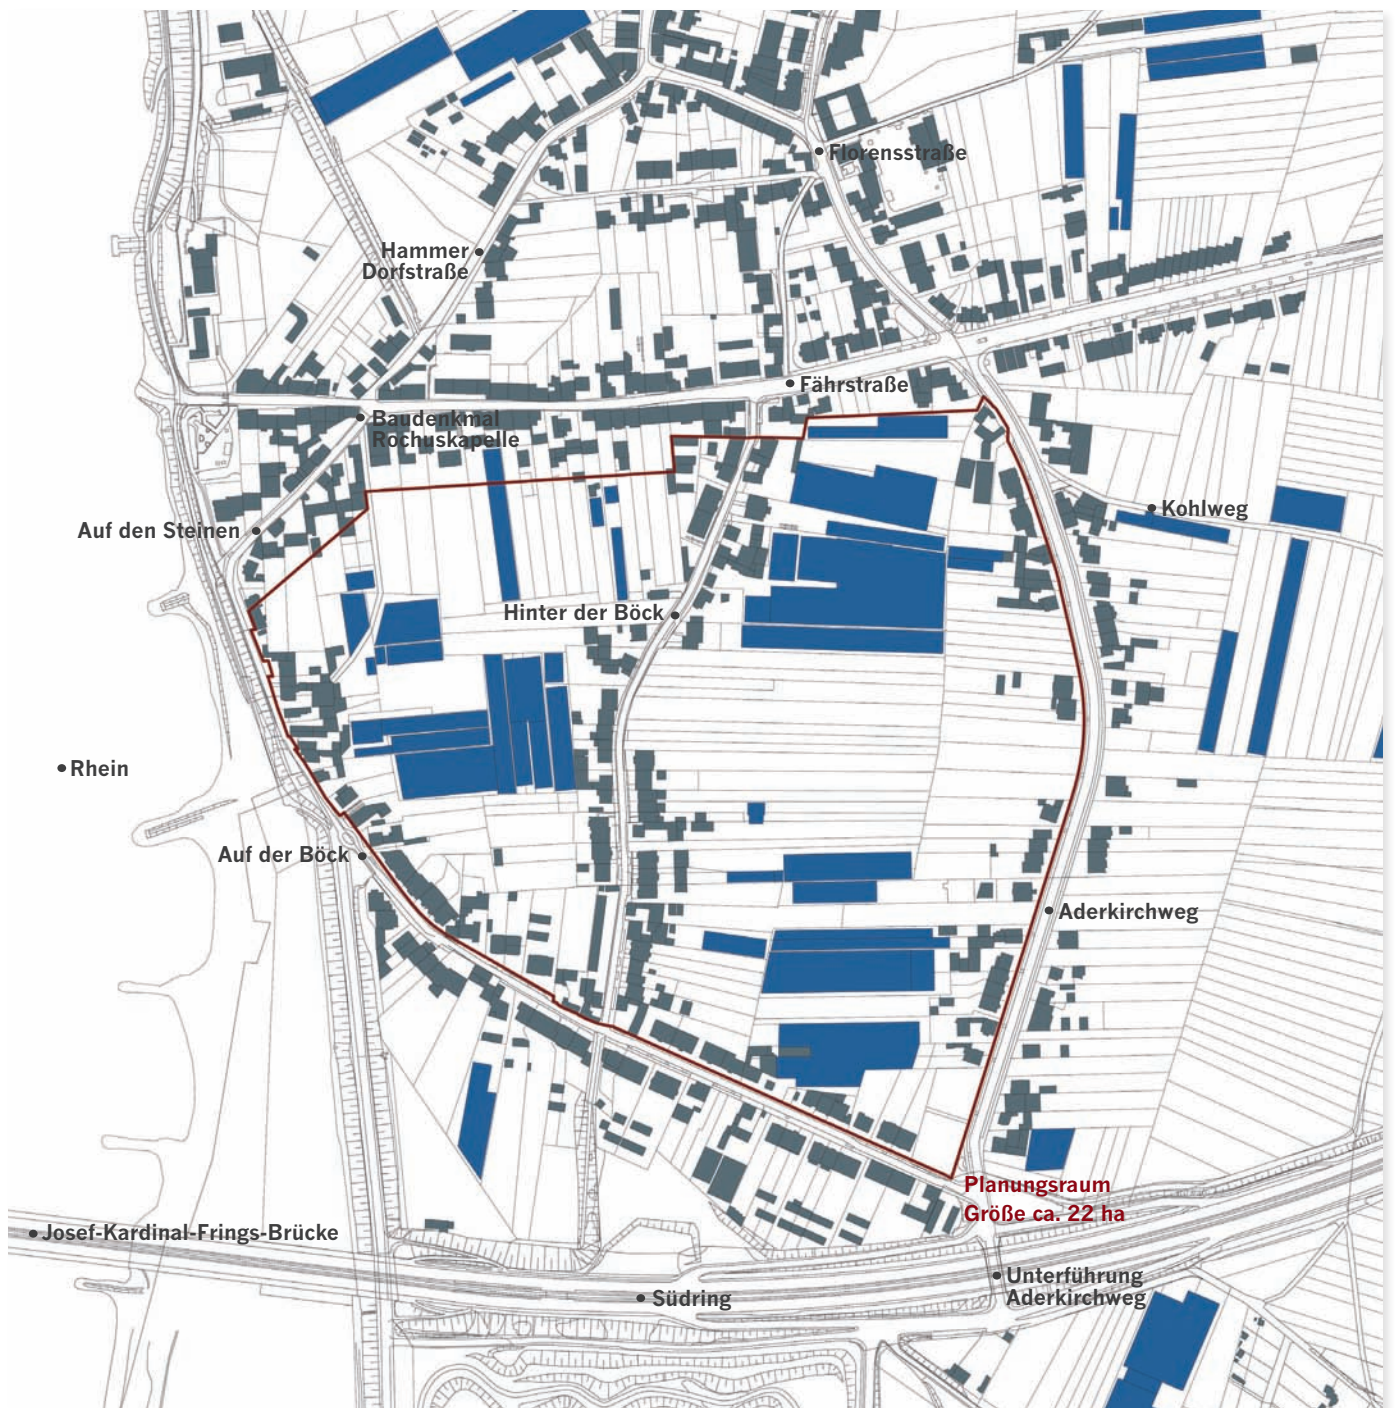 Florensstraße
Hammer
Dorfstraße
Fährstraße
Baudenkmal
Rochuskapelle
Kohlweg
Auf den Steinen
Hinter der Böck
Rhein
Auf der Böck
Aderkirchweg
Planungsraum
Größe ca. 22 ha
Josef-Kardinal-Frings-Brücke
Unterführung
Aderkirchweg
Südring